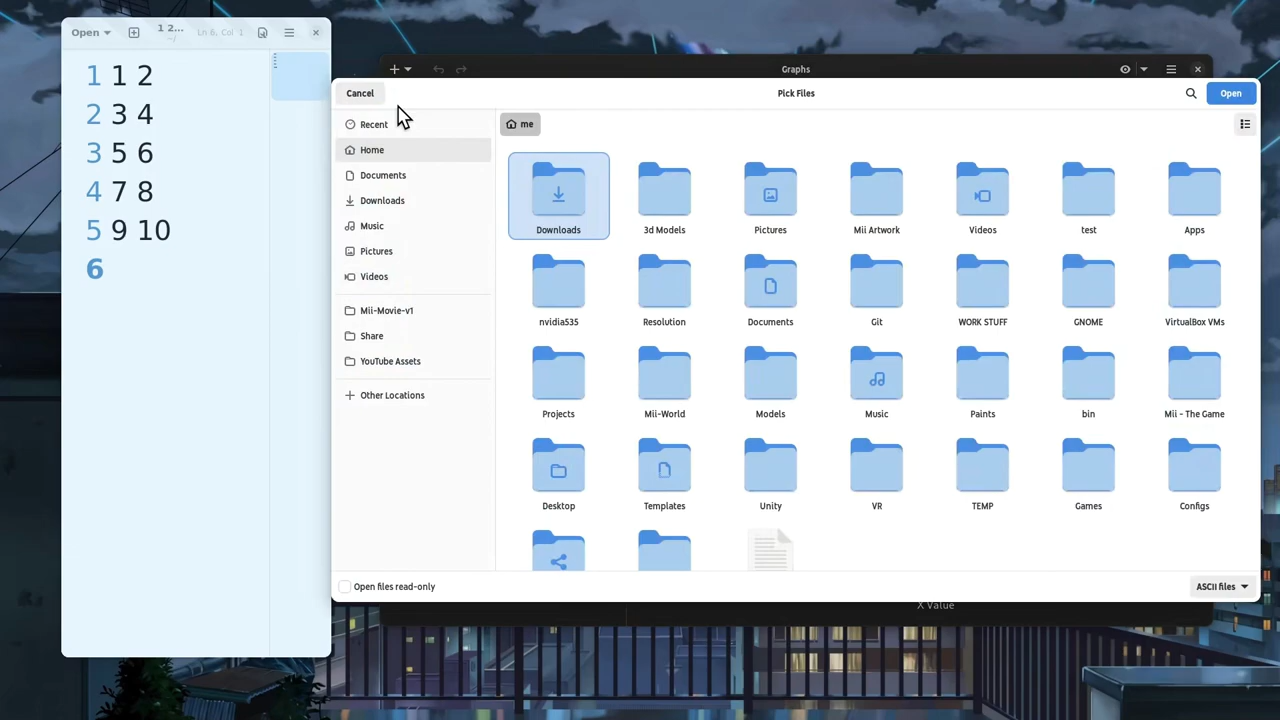 Open
1 2...
~/
Ln 6, Col 1
1 1 2
2 3 4
3 5 6
4 7 8
5 9 10
6
Graphs
Cancel
Pick Files
Open
Recent
Home
Documents
Downloads
Music
Pictures
Videos
Mii-Movie-v1
Share
YouTube Assets
Other Locations
me
Downloads
3d Models
Pictures
Mii Artwork
Videos
test
Apps
nvidia535
Resolution
Documents
Git
WORK STUFF
GNOME
VirtualBox VMs
Projects
Mii-World
Models
Music
Paints
bin
Mii - The Game
Desktop
Templates
Unity
VR
TEMP
Games
Configs
Open files read-only
ASCII files
X Value